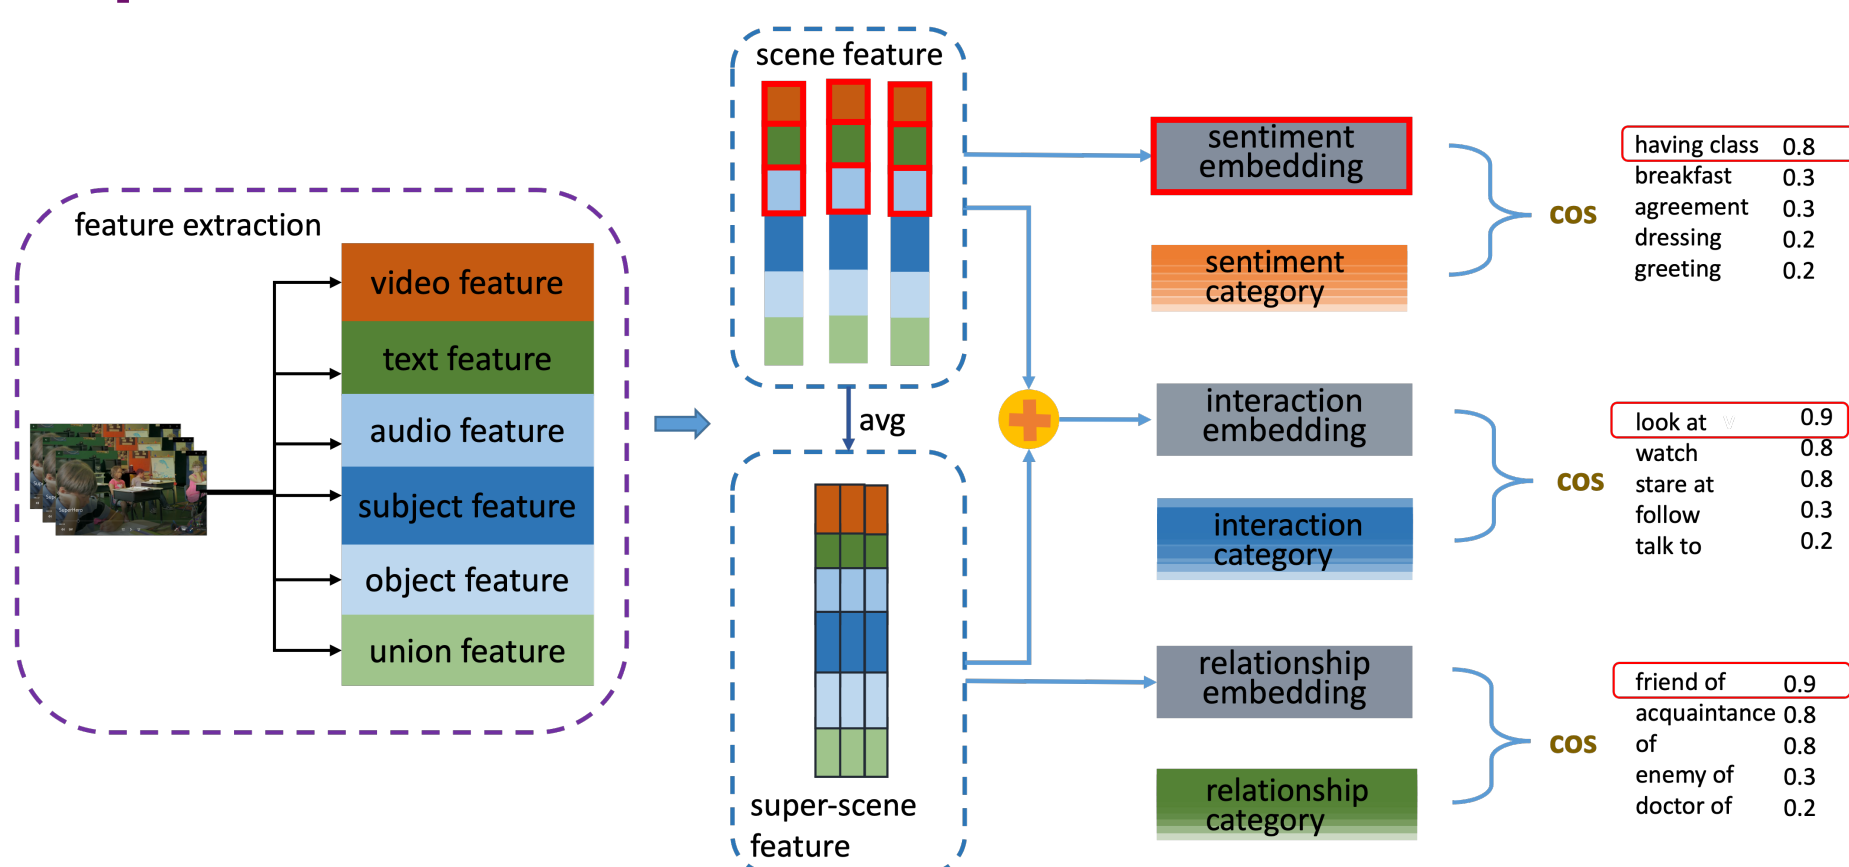 feature extraction
video feature
text feature
audio feature
subject feature
object feature
union feature
scene feature
avg
super-scene
feature
sentiment
embedding
sentiment
category
cos
having class 0.8
breakfast 0.3
agreement 0.3
dressing 0.2
greeting 0.2
interaction
embedding
interaction
category
cos
look at 0.9
watch 0.8
stare at 0.8
follow 0.3
talk to 0.2
relationship
embedding
relationship
category
cos
friend of 0.9
acquaintance 0.8
of 0.8
enemy of 0.3
doctor of 0.2